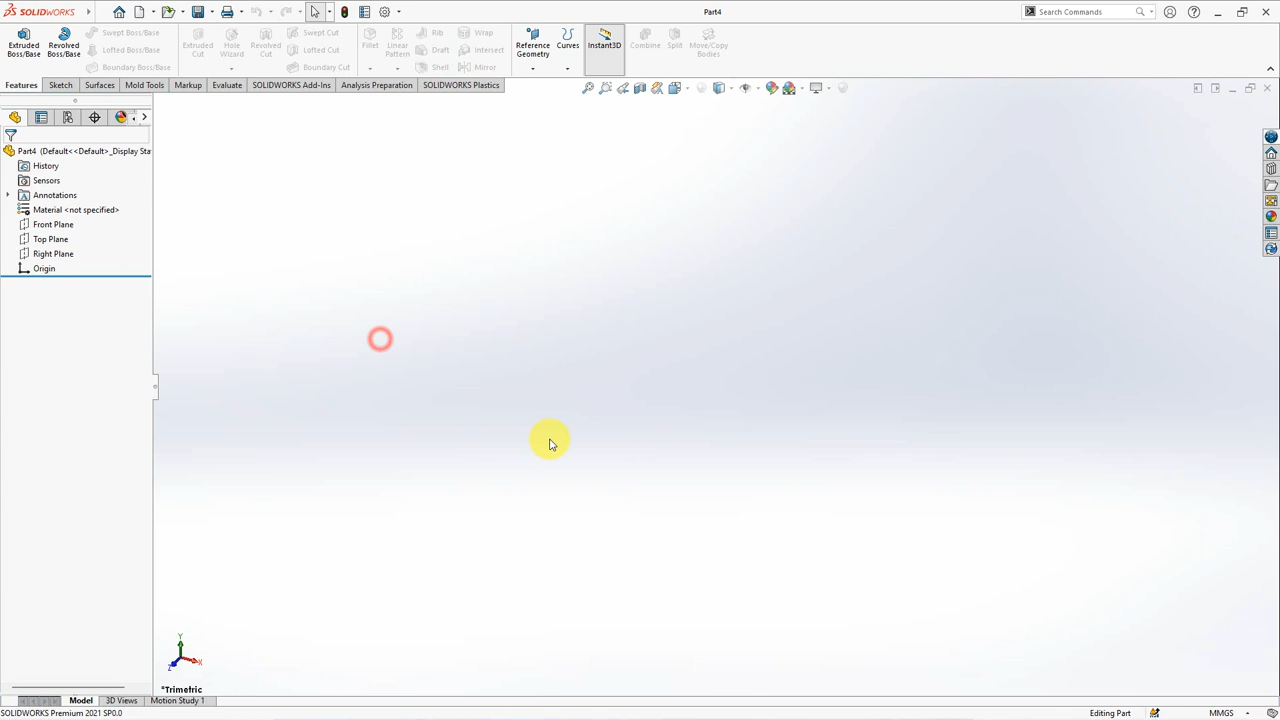 SOLIDWORKS
Part4
Search Commands
Extruded Boss/Base
Revolved Boss/Base
Swept Boss/Base
Lofted Boss/Base
Boundary Boss/Base
Extruded Cut
Hole Wizard
Revolved Cut
Swept Cut
Lofted Cut
Boundary Cut
Fillet
Linear Pattern
Rib
Draft
Shell
Wrap
Intersect
Mirror
Reference Geometry
Curves
Instant3D
Combine
Split
Move/Copy Bodies
Features
Sketch
Surfaces
Mold Tools
Markup
Evaluate
SOLIDWORKS Add-Ins
Analysis Preparation
SOLIDWORKS Plastics
Part4 (Default<<Default>_Display Sta
History
Sensors
Annotations
Material <not specified>
Front Plane
Top Plane
Right Plane
Origin
Y
X
Z
*Trimetric
Model
3D Views
Motion Study 1
SOLIDWORKS Premium 2021 SP0.0
Editing Part
MMGS